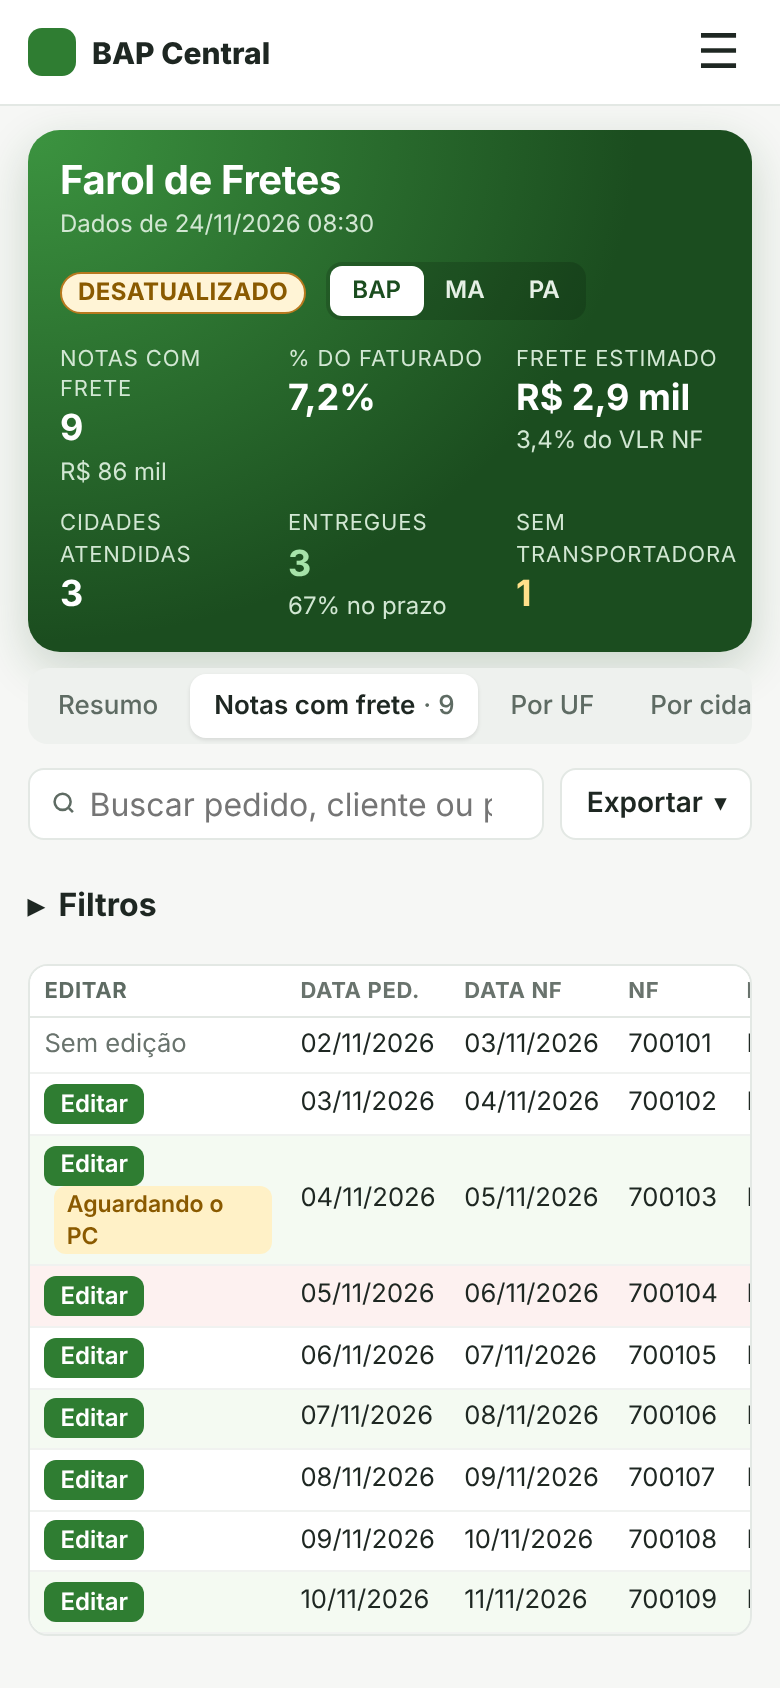 BAP Central
☰
Farol de Fretes
Dados de 24/11/2026 08:30
DESATUALIZADO BAP MA PA
NOTAS COM FRETE
9
R$ 86 mil
% DO FATURADO
7,2%
FRETE ESTIMADO
R$ 2,9 mil
3,4% do VLR NF
CIDADES ATENDIDAS
3
ENTREGUES
3
67% no prazo
SEM TRANSPORTADORA
1
Resumo Notas com frete · 9 Por UF Por cida
Buscar pedido, cliente ou
Exportar ▾
▸ Filtros
EDITAR DATA PED. DATA NF NF
Sem edição 02/11/2026 03/11/2026 700101
Editar 03/11/2026 04/11/2026 700102
Editar Aguardando o PC 04/11/2026 05/11/2026 700103
Editar 05/11/2026 06/11/2026 700104
Editar 06/11/2026 07/11/2026 700105
Editar 07/11/2026 08/11/2026 700106
Editar 08/11/2026 09/11/2026 700107
Editar 09/11/2026 10/11/2026 700108
Editar 10/11/2026 11/11/2026 700109